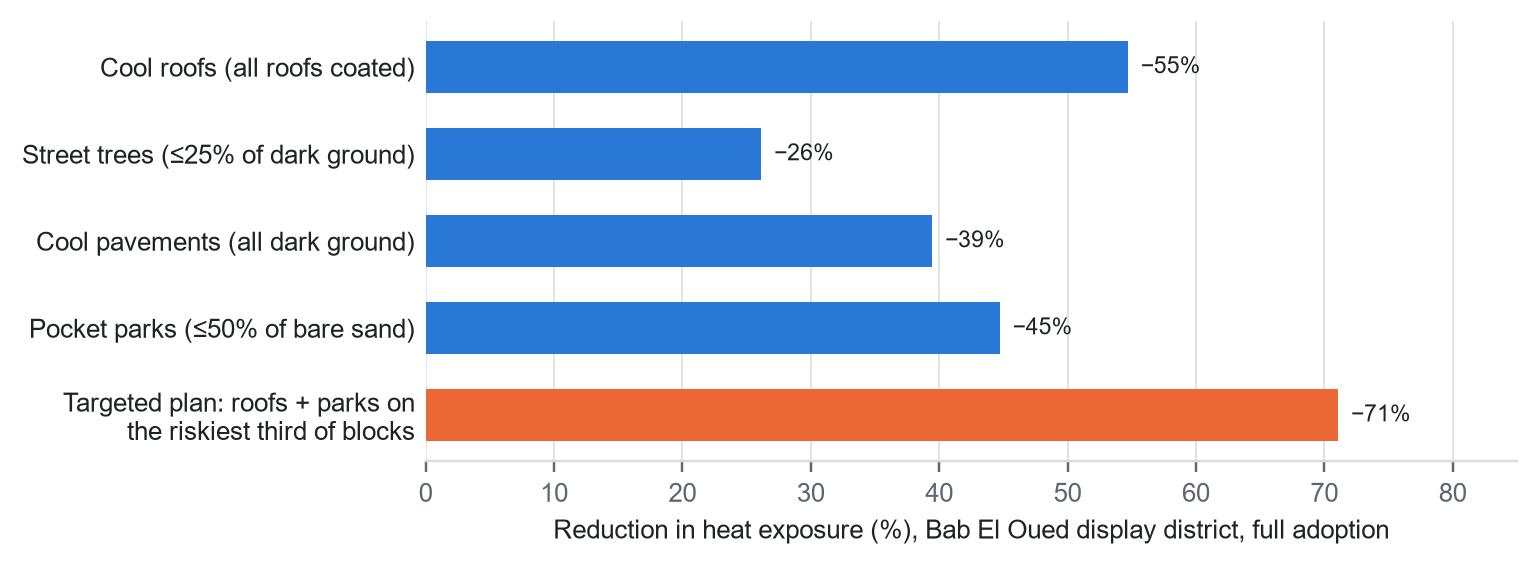 Cool roofs (all roofs coated)
−55%
Street trees (≤25% of dark ground)
−26%
Cool pavements (all dark ground)
−39%
Pocket parks (≤50% of bare sand)
−45%
Targeted plan: roofs + parks on
the riskiest third of blocks
−71%
0 10 20 30 40 50 60 70 80
Reduction in heat exposure (%), Bab El Oued display district, full adoption